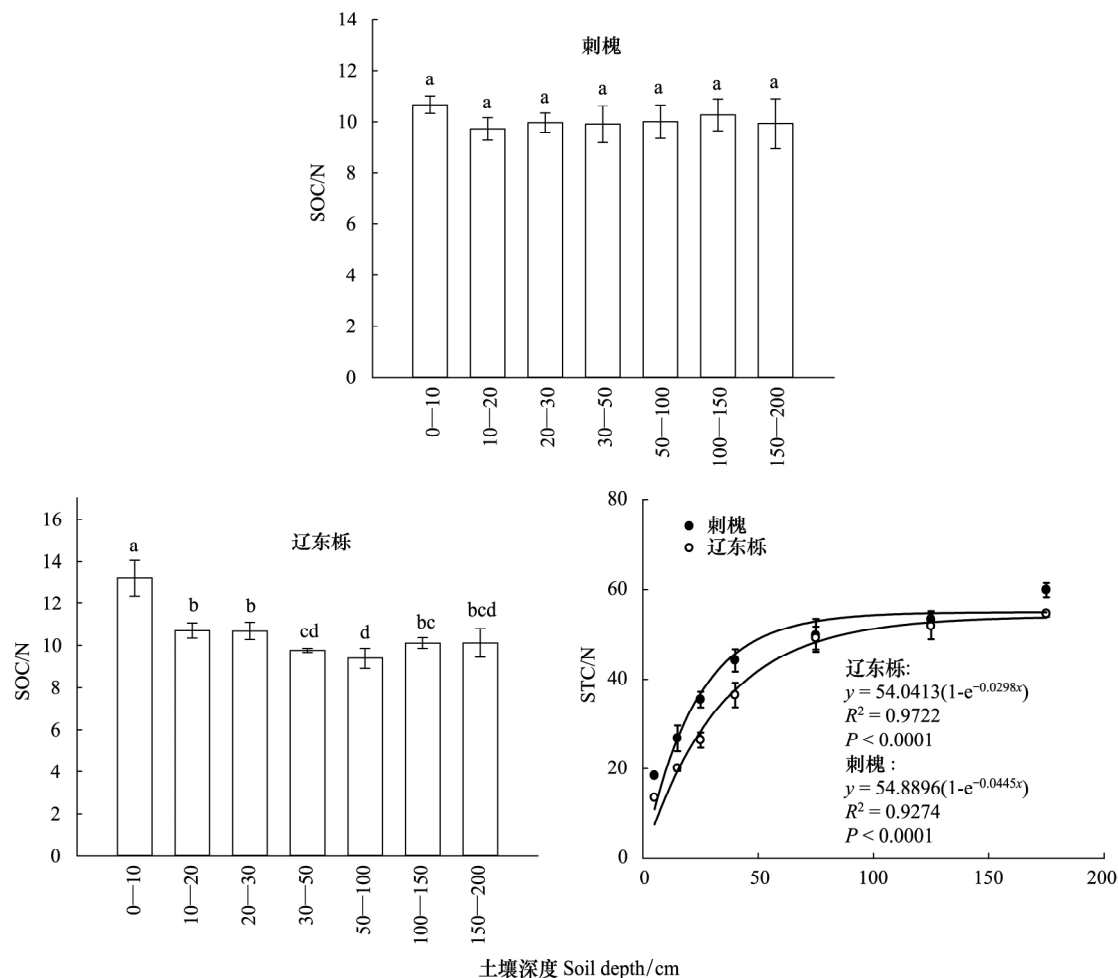 14
刺槐
12
a
a
a
a
a
a
a
10
SOC/N
8
6
4
2
0
0—10
10—20
20—30
30—50
50—100
100—150
150—200
16
辽东栎
14
a
12
b
b
cd
d
bc
bcd
10
SOC/N
8
6
4
2
0
0—10
10—20
20—30
30—50
50—100
100—150
150—200
80
刺槐
辽东栎
60
STC/N
40
20
0
辽东栎:
y = 54.0413(1-e^−0.0298x)
R² = 0.9722
P < 0.0001
刺槐 :
y = 54.8896(1-e^−0.0445x)
R² = 0.9274
P < 0.0001
0 50 100 150 200
土壤深度 Soil depth/cm